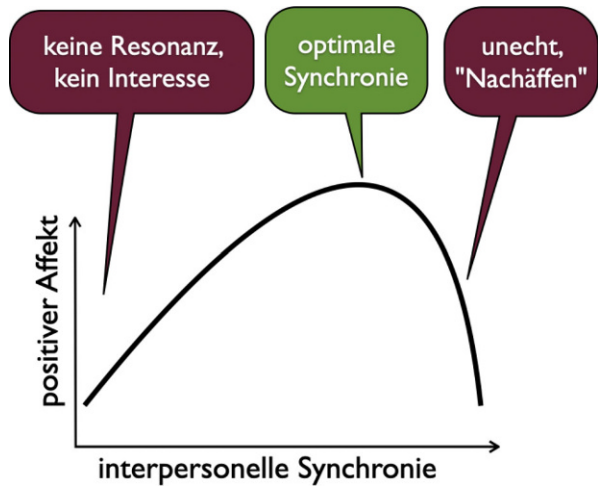 keine Resonanz,
kein Interesse
optimale
Synchronie
unecht,
"Nachäffen"
positiver Affekt
interpersonelle Synchronie